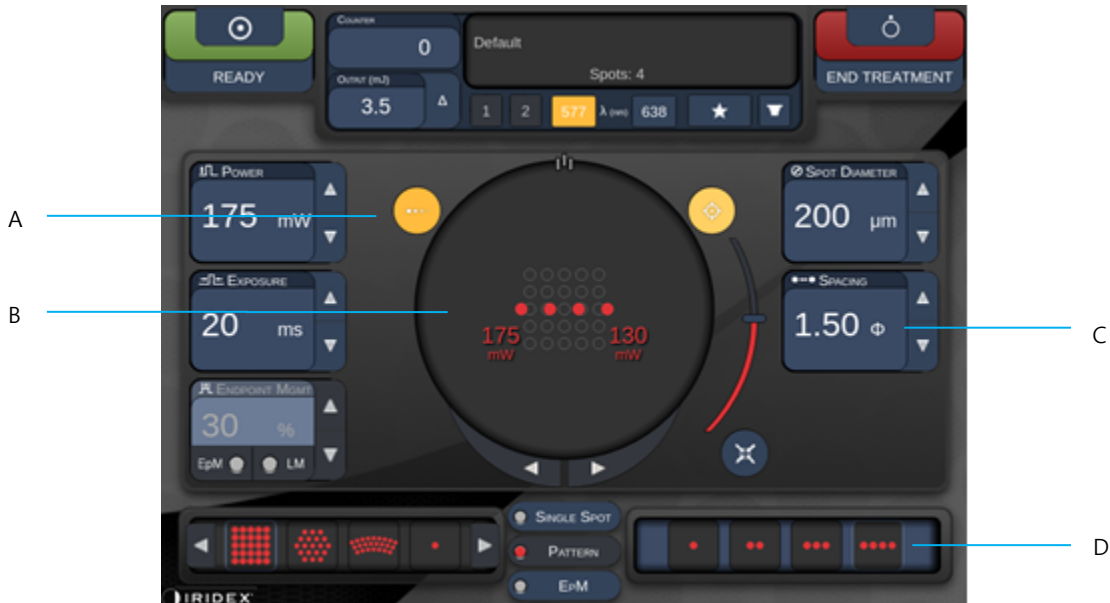 COUNTER
0
Default
Spots: 4
READY
END TREATMENT
OUTPUT (mJ)
3.5 Δ
1 2 577 λ (nm) 638
POWER
175 mW
SPOT DIAMETER
200 µm
A
EXPOSURE
20 ms
SPACING
1.50 Φ
B
C
175 mW
130 mW
ENDPOINT MGMT
30 %
EpM LM
SINGLE SPOT
PATTERN
D
EPM
IRIDEX